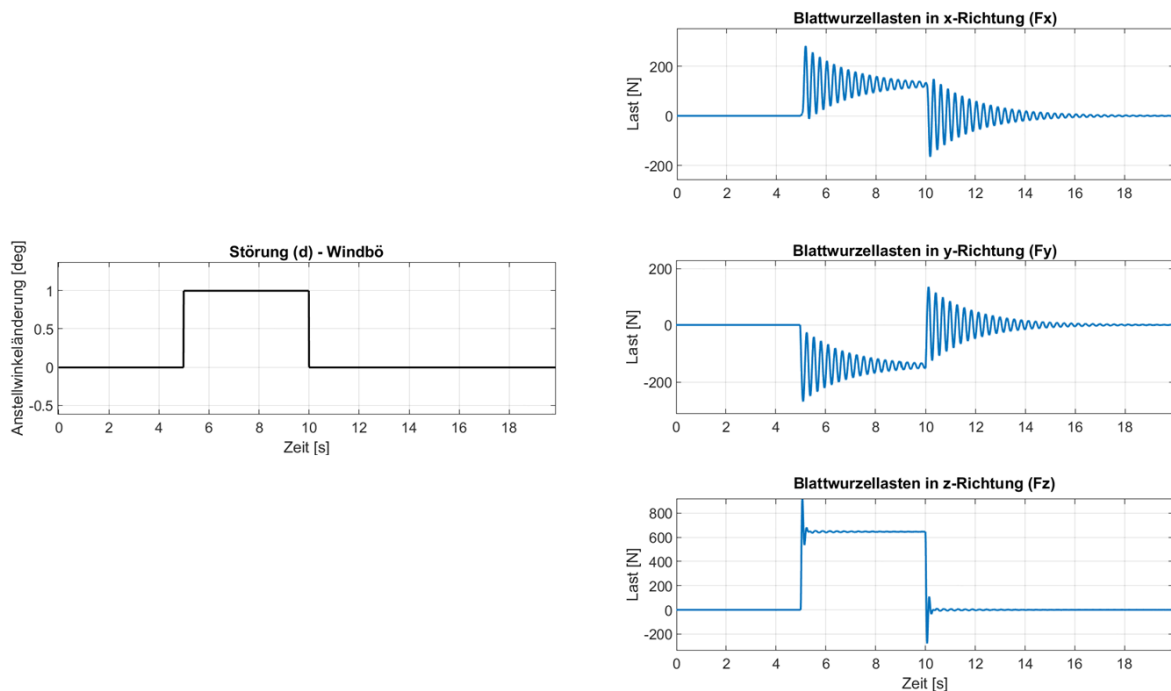 Störung (d) - Windbö
Anstellwinkeländerung [deg]
1
0.5
0
-0.5
0 2 4 6 8 10 12 14 16 18
Zeit [s]
Blattwurzellasten in x-Richtung (Fx)
Last [N]
200
0
-200
0 2 4 6 8 10 12 14 16 18
Blattwurzellasten in y-Richtung (Fy)
Last [N]
200
0
-200
0 2 4 6 8 10 12 14 16 18
Blattwurzellasten in z-Richtung (Fz)
Last [N]
800
600
400
200
0
-200
0 2 4 6 8 10 12 14 16 18
Zeit [s]